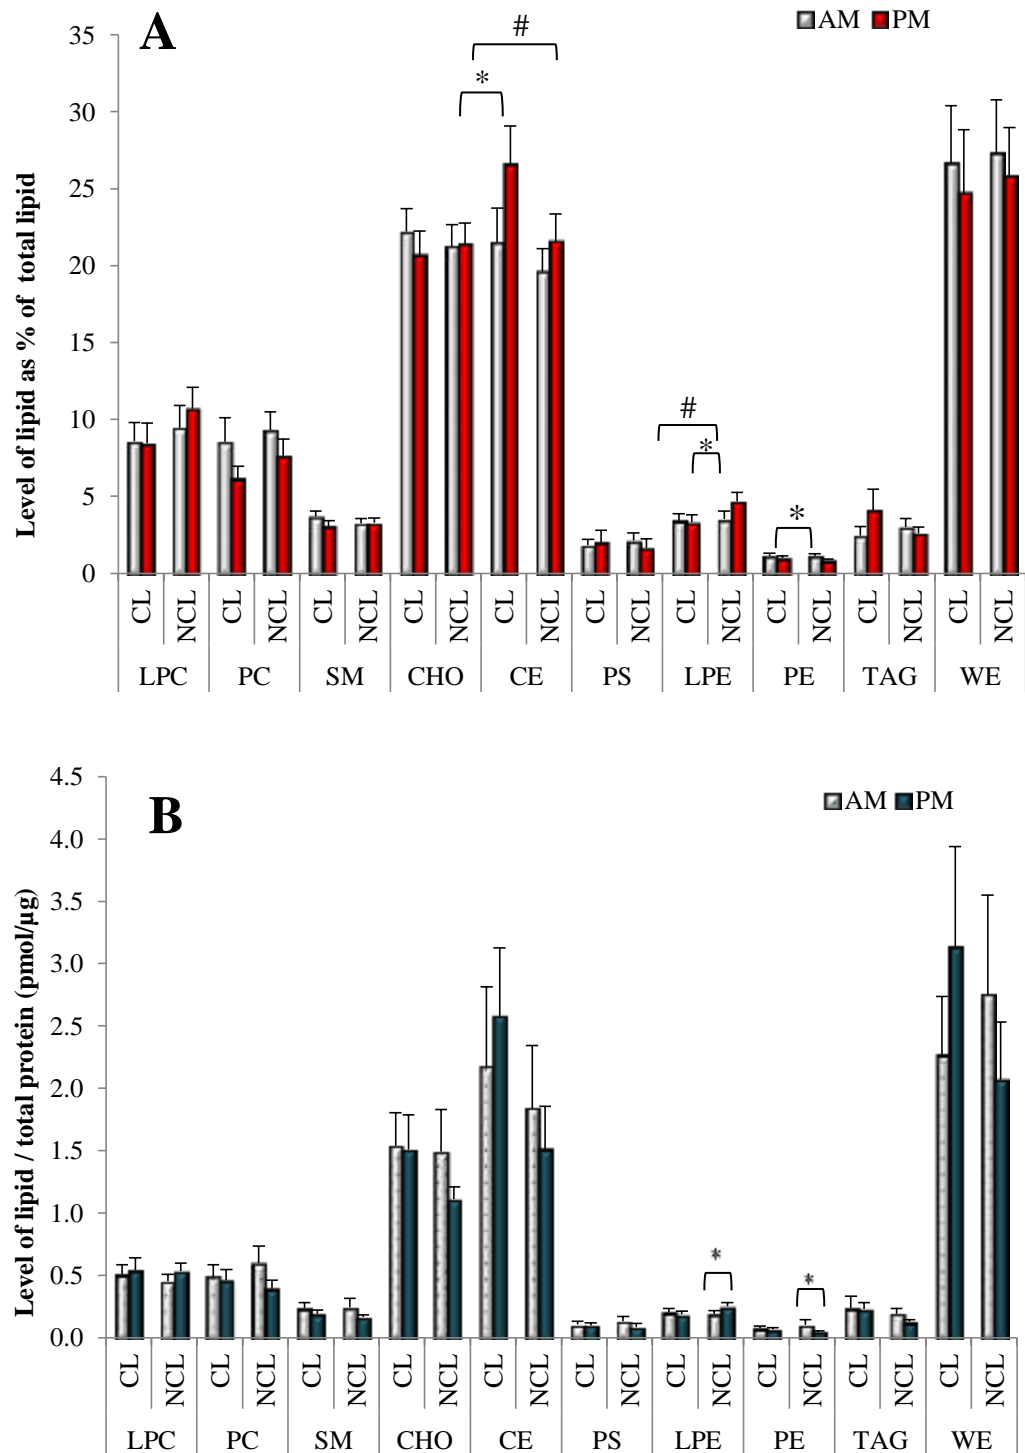 A
AM PM
35
30
25
20
15
10
5
0
Level of lipid as % of total lipid
#
*
#
*
*
CL NCL CL NCL CL NCL CL NCL CL NCL CL NCL CL NCL CL NCL CL NCL CL NCL
LPC PC SM CHO CE PS LPE PE TAG WE
B
AM PM
4.5
4.0
3.5
3.0
2.5
2.0
1.5
1.0
0.5
0.0
Level of lipid / total protein (pmol/µg)
*
*
CL NCL CL NCL CL NCL CL NCL CL NCL CL NCL CL NCL CL NCL CL NCL CL NCL
LPC PC SM CHO CE PS LPE PE TAG WE